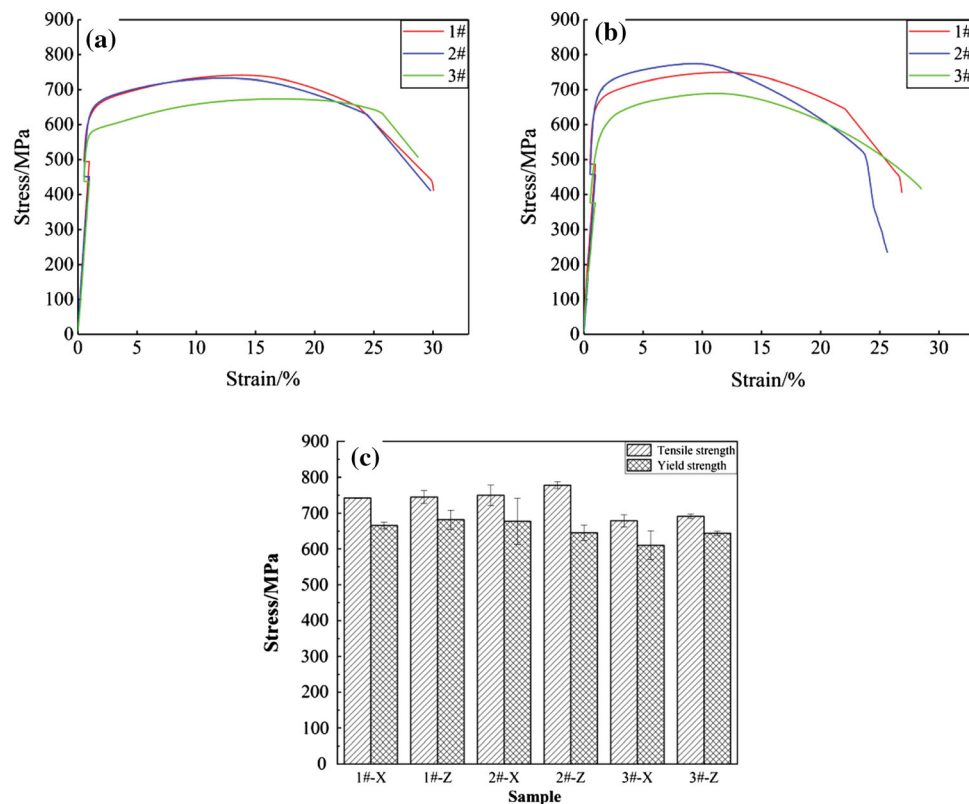 (a)
1#
2#
3#
900
800
700
600
500
400
300
200
100
0
Stress/MPa
0 5 10 15 20 25 30
Strain/%
(b)
1#
2#
3#
900
800
700
600
500
400
300
200
100
0
Stress/MPa
0 5 10 15 20 25 30
Strain/%
(c)
Tensile strength
Yield strength
900
800
700
600
500
400
300
200
100
0
Stress/MPa
1#-X 1#-Z 2#-X 2#-Z 3#-X 3#-Z
Sample